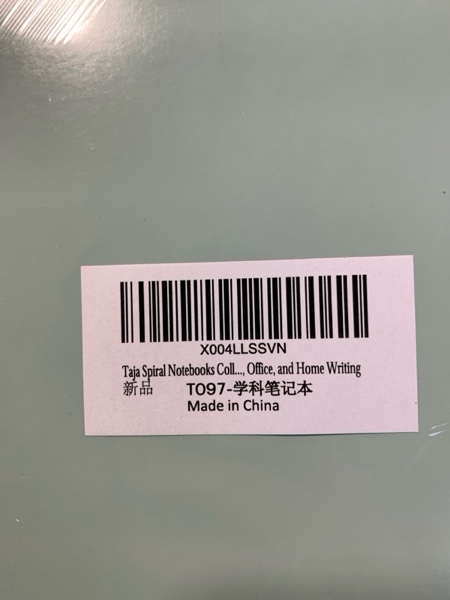 X004LLSSVN
Taja Spiral Notebooks Coll..., Office, and Home Writing
新品 TO97-学科笔记本
Made in China